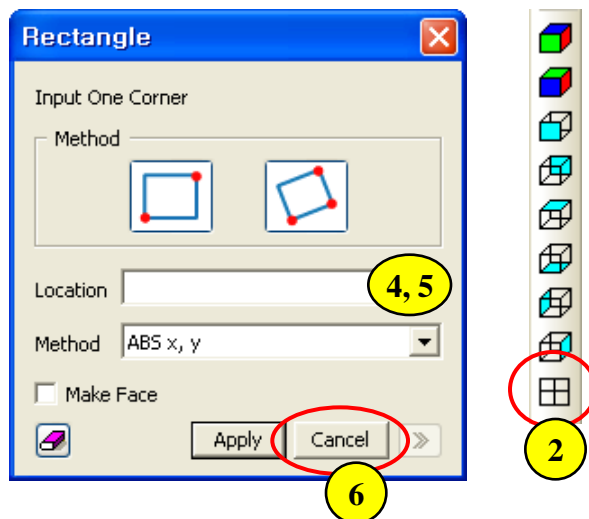 Rectangle
Input One Corner
Method
Location
4, 5
Method ABS x, y
Make Face
Apply Cancel
6
2